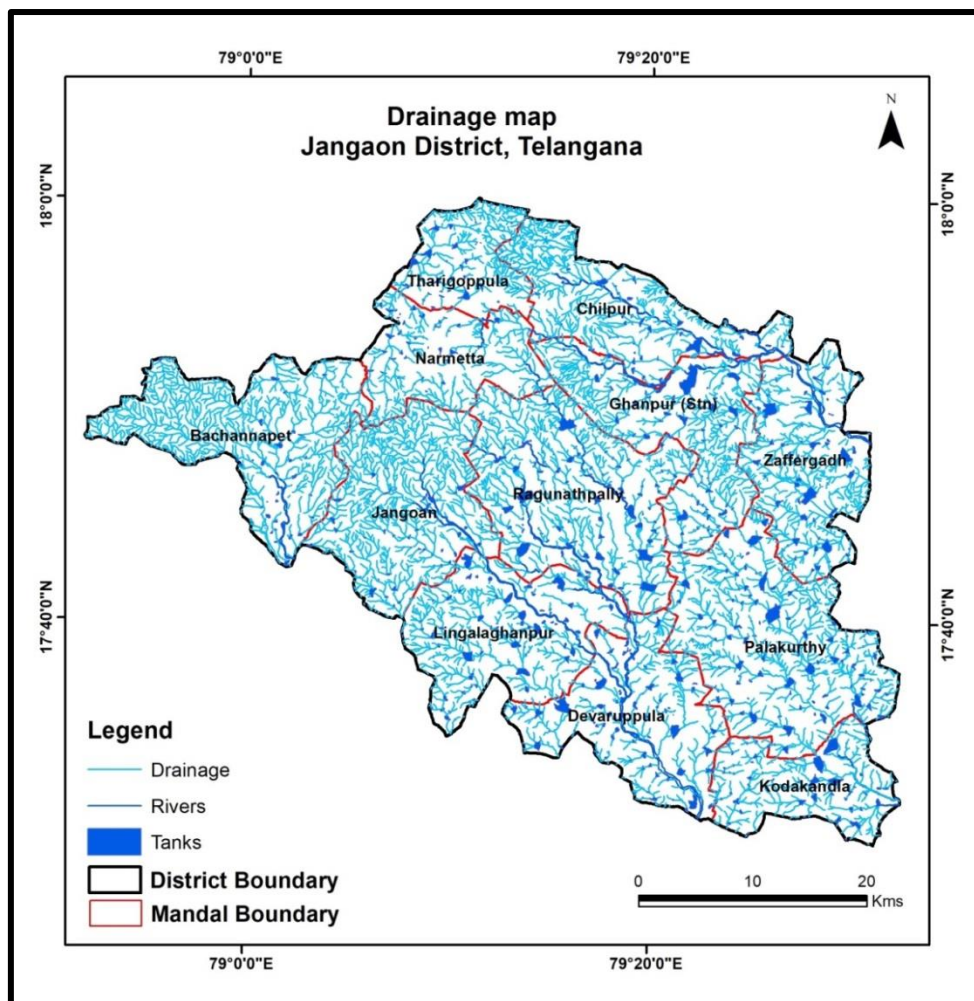 79°0'0"E
79°20'0"E
Drainage map
Jangaon District, Telangana
N
18°0'0"N
18°0'0"N
Tharigoppula
Chilpur
Narmetta
Ghanpur (Stn)
Bachannapet
Zaffergadh
Ragunathpally
Jangoan
17°40'0"N
17°40'0"N
Lingalaghanpur
Palakurthy
Devaruppula
Kodakandla
Legend
Drainage
Rivers
Tanks
District Boundary
Mandal Boundary
0 10 20
Kms
79°0'0"E
79°20'0"E